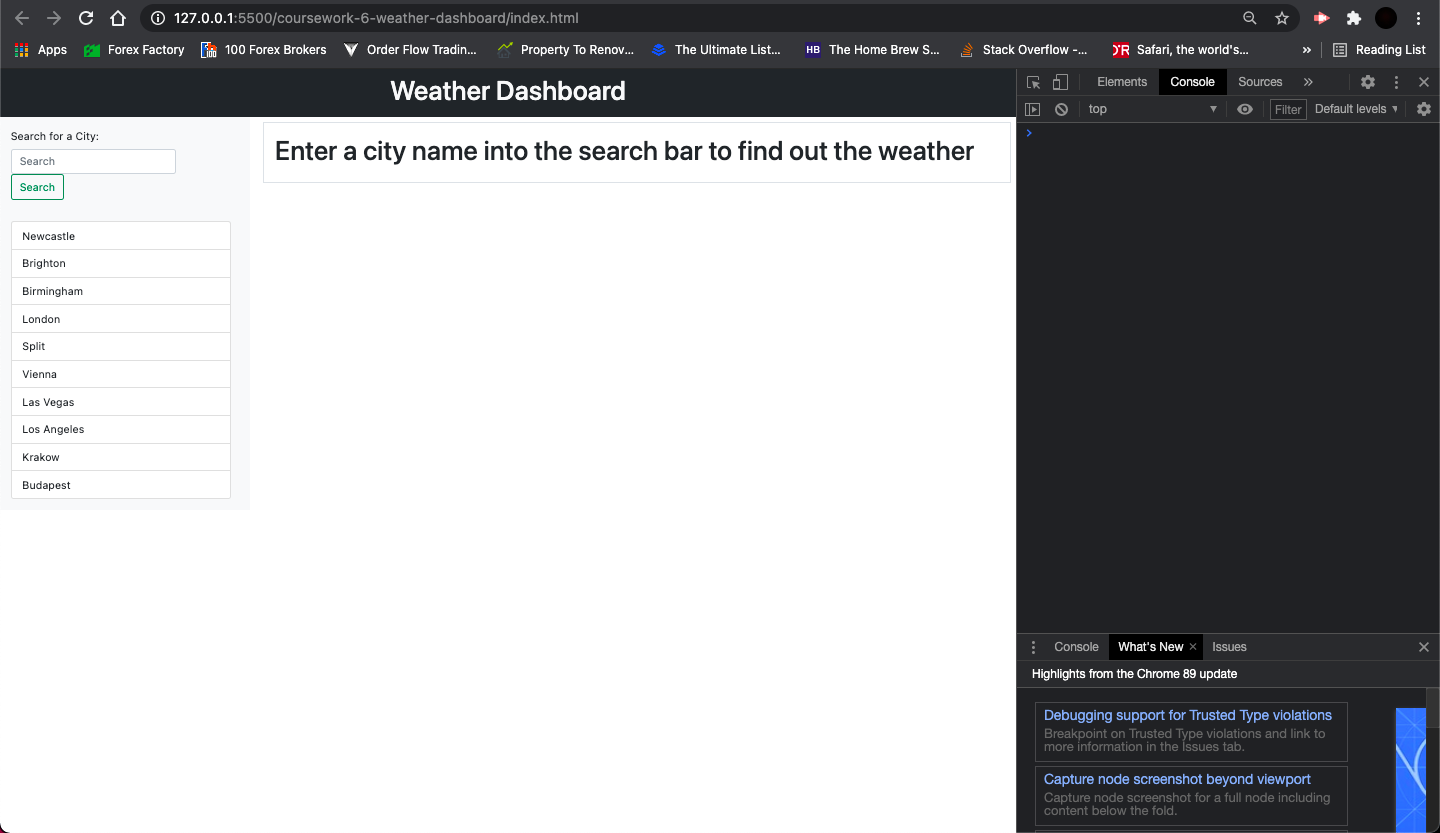 127.0.0.1:5500/coursework-6-weather-dashboard/index.html
Apps Forex Factory 100 Forex Brokers Order Flow Tradin... Property To Renov... The Ultimate List... HB The Home Brew S... Stack Overflow -... D'R Safari, the world's... » Reading List
Weather Dashboard
Search for a City:
Search
Search
Newcastle
Brighton
Birmingham
London
Split
Vienna
Las Vegas
Los Angeles
Krakow
Budapest
Enter a city name into the search bar to find out the weather
Elements Console Sources »
top Filter Default levels
Console What's New Issues
Highlights from the Chrome 89 update
Debugging support for Trusted Type violations
Breakpoint on Trusted Type violations and link to
more information in the Issues tab.
Capture node screenshot beyond viewport
Capture node screenshot for a full node including
content below the fold.